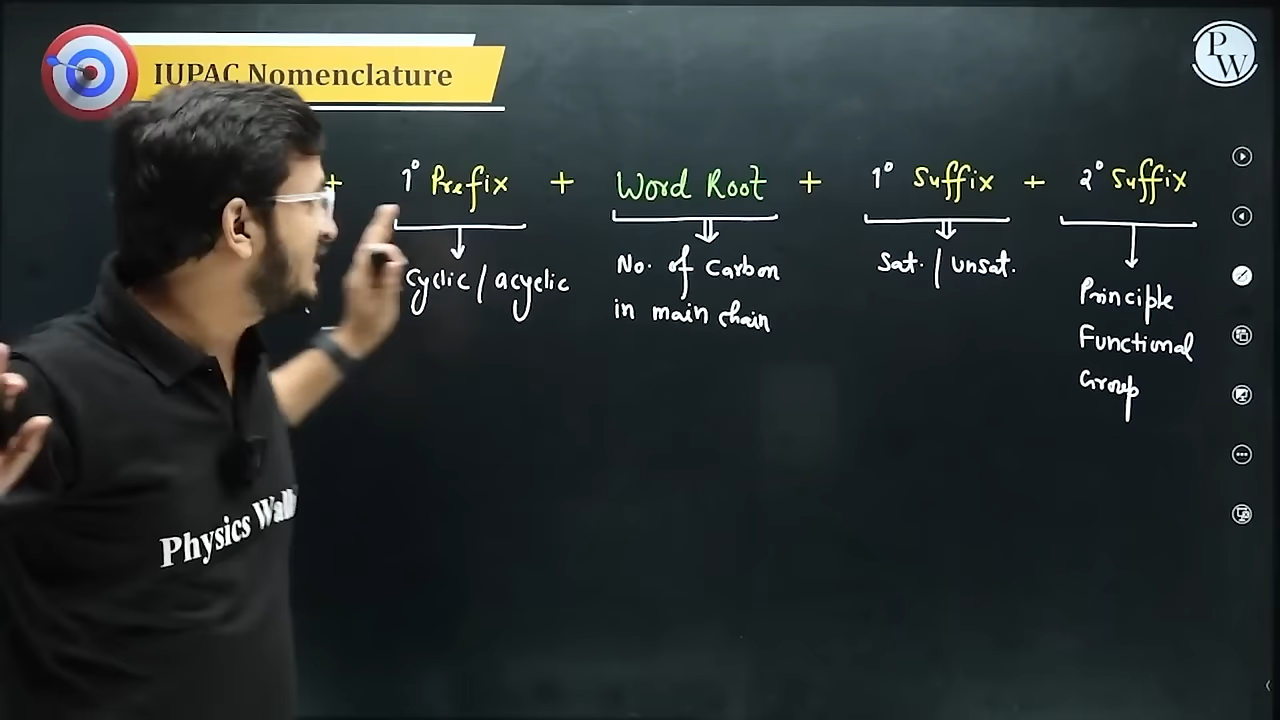 IUPAC Nomenclature
P
W
+ 1° Prefix + Word Root + 1° Suffix + 2° Suffix
cyclic / acyclic
No. of Carbon
in main chain
Sat. / Unsat.
Principle
Functional
Group
Physics Wall